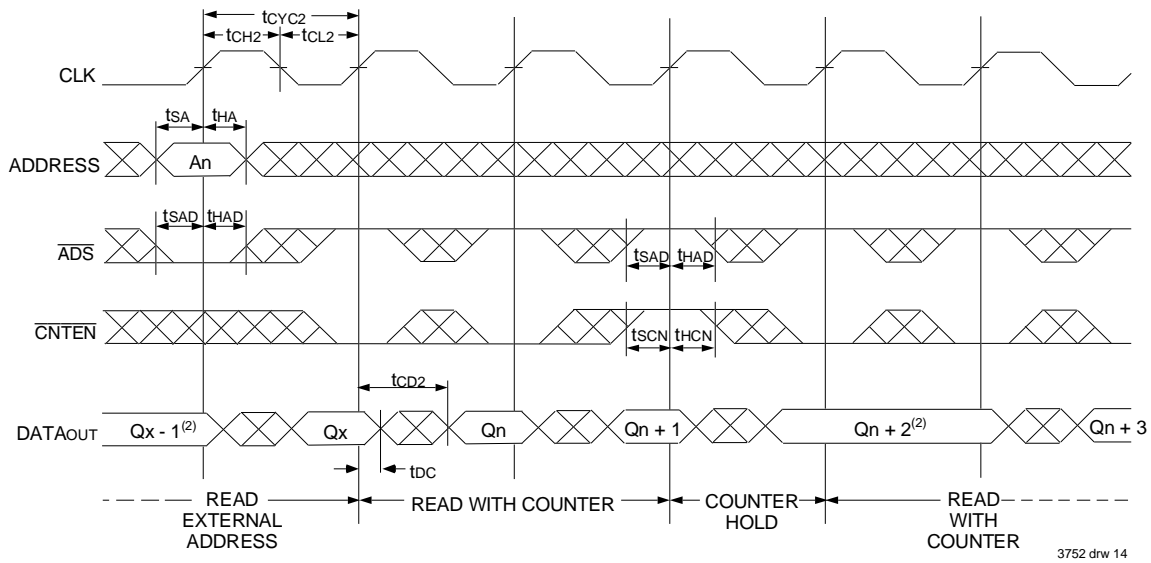 tCYC2
tCH2 tCL2
CLK
tSA tHA
ADDRESS An
tSAD tHAD
ADS tSAD tHAD
CNTEN tSCN tHCN
tCD2
DATAOUT Qx - 1(2) Qx Qn Qn + 1 Qn + 2(2) Qn + 3
tDC
READ EXTERNAL ADDRESS
READ WITH COUNTER
COUNTER HOLD
READ WITH COUNTER
3752 drw 14